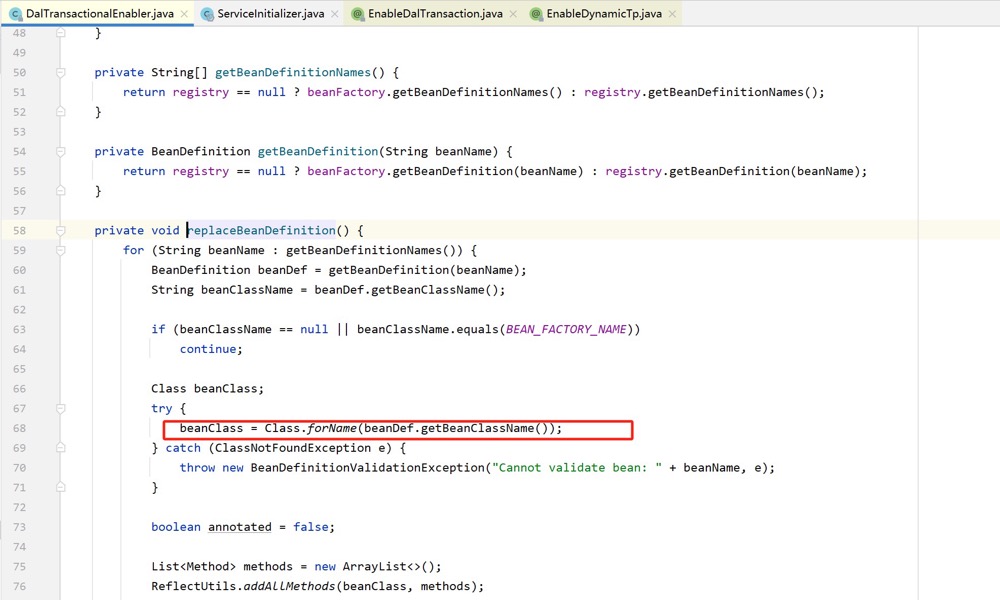 DalTransactionalEnabler.java ServiceInitializer.java EnableDalTransaction.java EnableDynamicTp.java
48 }
49
50 private String[] getBeanDefinitionNames() {
51 return registry == null ? beanFactory.getBeanDefinitionNames() : registry.getBeanDefinitionNames();
52 }
53
54 private BeanDefinition getBeanDefinition(String beanName) {
55 return registry == null ? beanFactory.getBeanDefinition(beanName) : registry.getBeanDefinition(beanName);
56 }
57
58 private void replaceBeanDefinition() {
59 for (String beanName : getBeanDefinitionNames()) {
60 BeanDefinition beanDef = getBeanDefinition(beanName);
61 String beanClassName = beanDef.getBeanClassName();
62
63 if (beanClassName == null || beanClassName.equals(BEAN_FACTORY_NAME))
64 continue;
65
66 Class beanClass;
67 try {
68 beanClass = Class.forName(beanDef.getBeanClassName());
69 } catch (ClassNotFoundException e) {
70 throw new BeanDefinitionValidationException("Cannot validate bean: " + beanName, e);
71 }
72
73 boolean annotated = false;
74
75 List<Method> methods = new ArrayList<>();
76 ReflectUtils.addAllMethods(beanClass, methods);